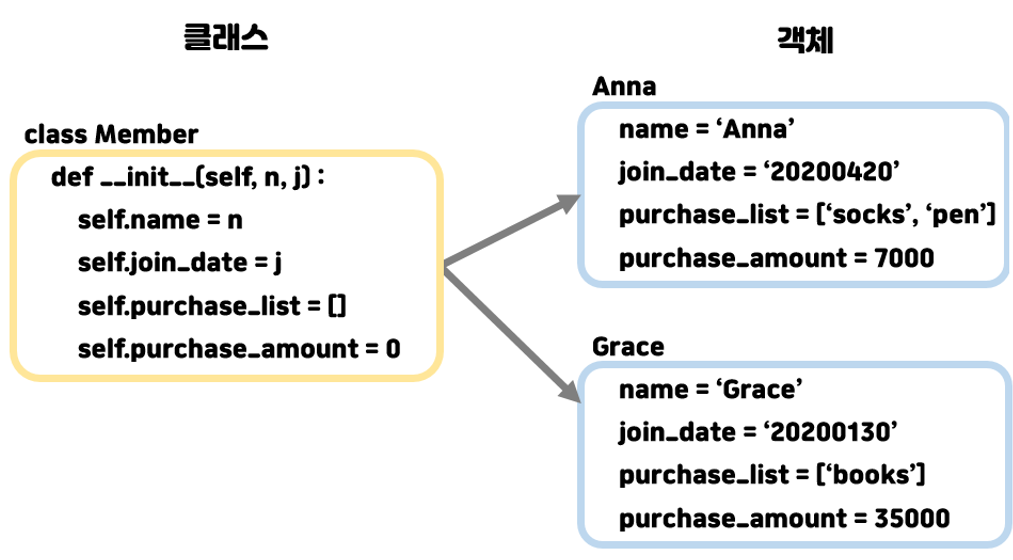 클래스
class Member
def __init__(self, n, j) :
self.name = n
self.join_date = j
self.purchase_list = []
self.purchase_amount = 0
객체
Anna
name = ‘Anna’
join_date = ‘20200420’
purchase_list = [‘socks’, ‘pen’]
purchase_amount = 7000
Grace
name = ‘Grace’
join_date = ‘20200130’
purchase_list = [‘books’]
purchase_amount = 35000